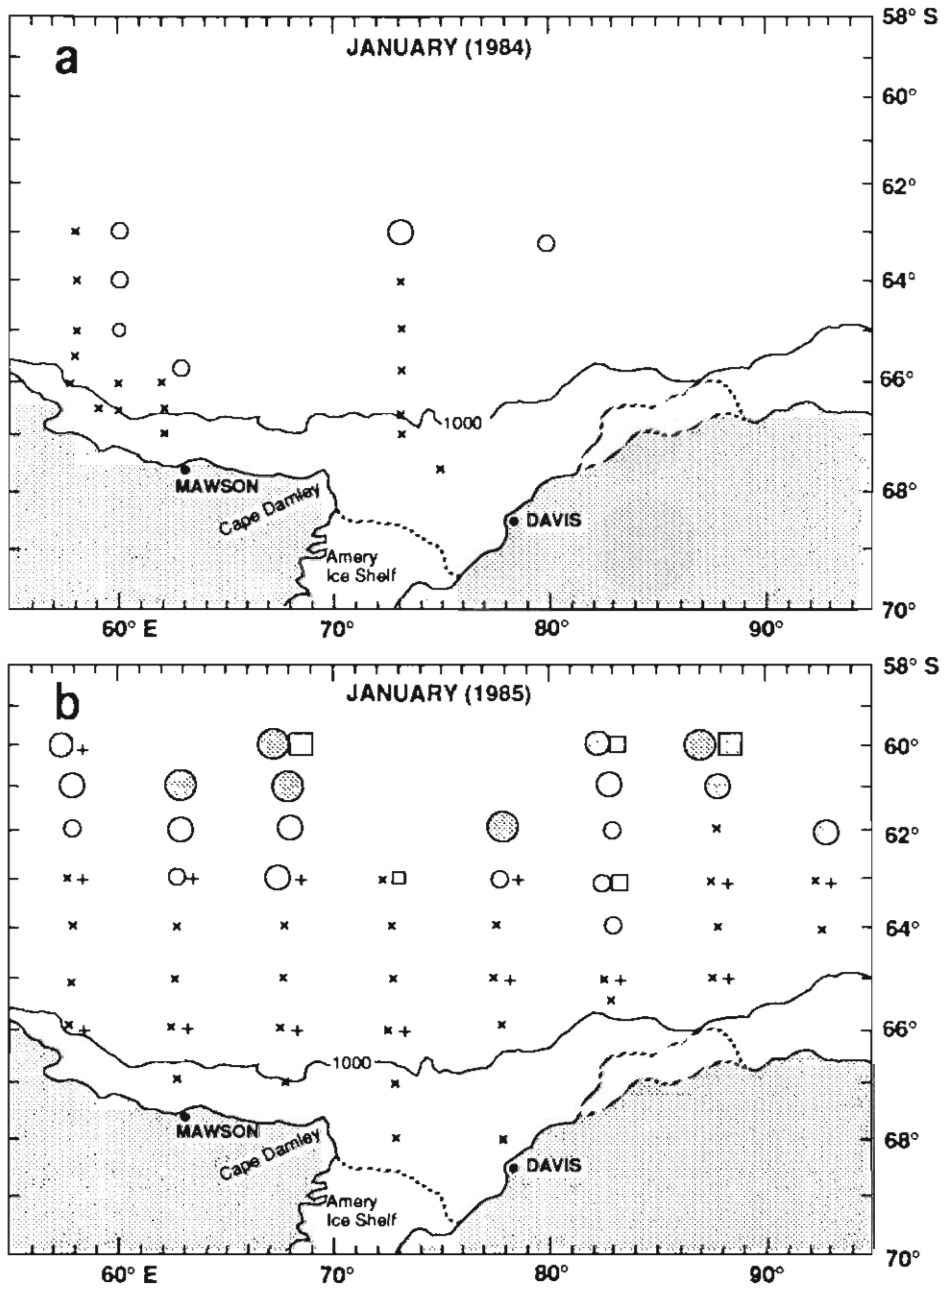 58° S
a
JANUARY (1984)
60°
62°
64°
66°
1000
MAWSON
68°
Cape Darnley
DAVIS
Amery
Ice Shelf
70°
60° E
70°
80°
90°
58° S
b
JANUARY (1985)
60°
62°
64°
66°
1000
MAWSON
68°
Cape Darnley
DAVIS
Amery
Ice Shelf
70°
60° E
70°
80°
90°